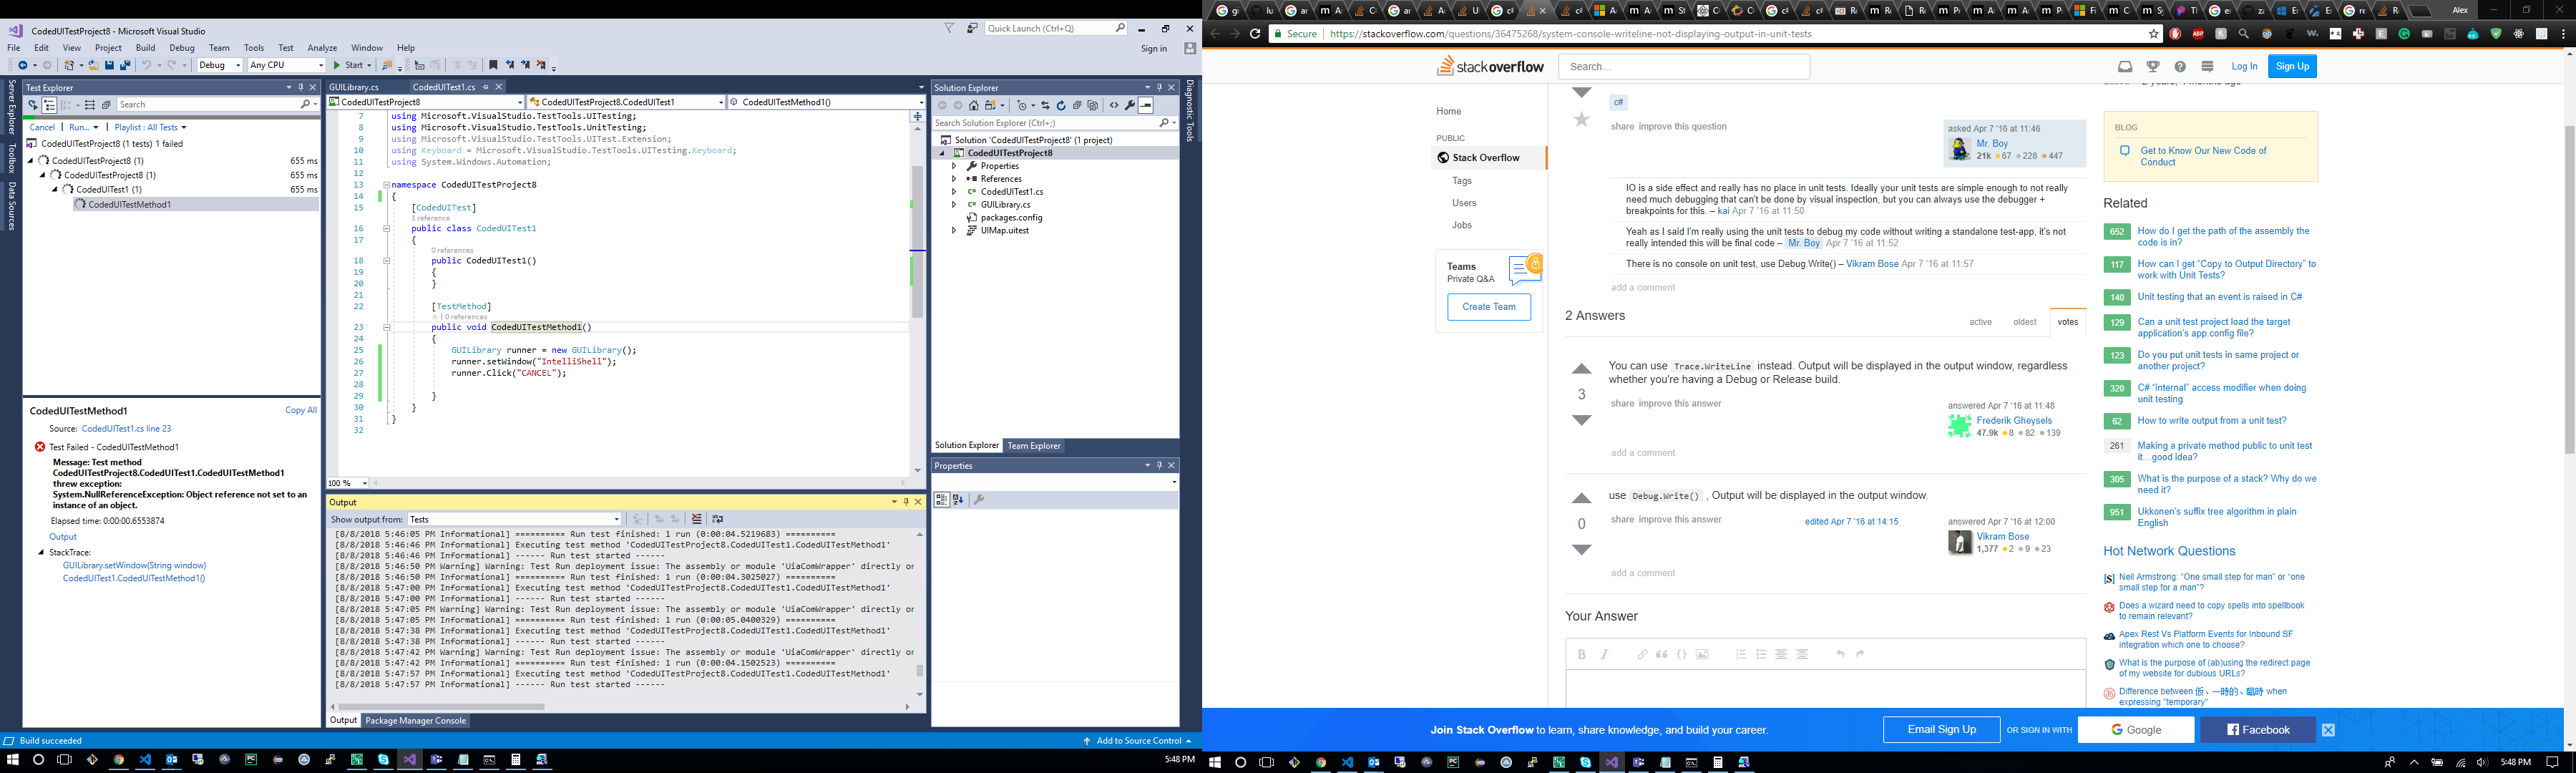 CodedUITestProject8 - Microsoft Visual Studio
Quick Launch (Ctrl+Q)
File Edit View Project Build Debug Team Tools Test Analyze Window Help
Sign in
Debug Any CPU Start
Server Explorer
Toolbox
Data Sources
Test Explorer
Search
Cancel | Run... | Playlist : All Tests
CodedUITestProject8 (1 tests) 1 failed
CodedUITestProject8 (1) 655 ms
CodedUITestProject8 (1) 655 ms
CodedUITest1 (1) 655 ms
CodedUITestMethod1
CodedUITestMethod1
Copy All
Source: CodedUITest1.cs line 23
Test Failed - CodedUITestMethod1
Message: Test method
CodedUITestProject8.CodedUITest1.CodedUITestMethod1
threw exception:
System.NullReferenceException: Object reference not set to an
instance of an object.
Elapsed time: 0:00:00.6553874
Output
StackTrace:
GUILibrary.setWindow(String window)
CodedUITest1.CodedUITestMethod1()
GUILibrary.cs CodedUITest1.cs
CodedUITestProject8 CodedUITestProject8.CodedUITest1 CodedUITestMethod1()
7 using Microsoft.VisualStudio.TestTools.UITesting;
8 using Microsoft.VisualStudio.TestTools.UnitTesting;
9 using Microsoft.VisualStudio.TestTools.UITest.Extension;
10 using Keyboard = Microsoft.VisualStudio.TestTools.UITesting.Keyboard;
11 using System.Windows.Automation;
12
13 namespace CodedUITestProject8
14 {
15 [CodedUITest]
1 reference
16 public class CodedUITest1
17 {
0 references
18 public CodedUITest1()
19 {
20 }
21
22 [TestMethod]
| 0 references
23 public void CodedUITestMethod1()
24 {
25 GUILibrary runner = new GUILibrary();
26 runner.setWindow("IntelliShell");
27 runner.Click("CANCEL");
28
29 }
30 }
31 }
32
100 %
Output
Show output from: Tests
[8/8/2018 5:46:05 PM Informational] ========== Run test finished: 1 run (0:00:04.5219683) ==========
[8/8/2018 5:46:46 PM Informational] Executing test method 'CodedUITestProject8.CodedUITest1.CodedUITestMethod1'
[8/8/2018 5:46:46 PM Informational] ------ Run test started ------
[8/8/2018 5:46:50 PM Warning] Warning: Test Run deployment issue: The assembly or module 'UiaComWrapper' directly or
[8/8/2018 5:46:50 PM Informational] ========== Run test finished: 1 run (0:00:04.3025027) ==========
[8/8/2018 5:47:00 PM Informational] Executing test method 'CodedUITestProject8.CodedUITest1.CodedUITestMethod1'
[8/8/2018 5:47:00 PM Informational] ------ Run test started ------
[8/8/2018 5:47:05 PM Warning] Warning: Test Run deployment issue: The assembly or module 'UiaComWrapper' directly or
[8/8/2018 5:47:05 PM Informational] ========== Run test finished: 1 run (0:00:05.0400329) ==========
[8/8/2018 5:47:38 PM Informational] Executing test method 'CodedUITestProject8.CodedUITest1.CodedUITestMethod1'
[8/8/2018 5:47:38 PM Informational] ------ Run test started ------
[8/8/2018 5:47:42 PM Warning] Warning: Test Run deployment issue: The assembly or module 'UiaComWrapper' directly or
[8/8/2018 5:47:42 PM Informational] ========== Run test finished: 1 run (0:00:04.1502523) ==========
[8/8/2018 5:47:57 PM Informational] Executing test method 'CodedUITestProject8.CodedUITest1.CodedUITestMethod1'
[8/8/2018 5:47:57 PM Informational] ------ Run test started ------
Output Package Manager Console
Solution Explorer
Search Solution Explorer (Ctrl+;)
Solution 'CodedUITestProject8' (1 project)
CodedUITestProject8
Properties
References
CodedUITest1.cs
GUILibrary.cs
packages.config
UIMap.uitest
Solution Explorer Team Explorer
Properties
Diagnostic Tools
Build succeeded
Add to Source Control
5:48 PM
Alex
Secure | https://stackoverflow.com/questions/36475268/system-console-writeline-not-displaying-output-in-unit-tests
stackoverflow
Search...
Log In Sign Up
Home
PUBLIC
Stack Overflow
Tags
Users
Jobs
Teams
Private Q&A
Create Team
c#
share improve this question
asked Apr 7 '16 at 11:46
Mr. Boy
21k 67 228 447
IO is a side effect and really has no place in unit tests. Ideally your unit tests are simple enough to not really
need much debugging that can't be done by visual inspection, but you can always use the debugger +
breakpoints for this. – kai Apr 7 '16 at 11:50
Yeah as I said I'm really using the unit tests to debug my code without writing a standalone test-app, it's not
really intended this will be final code – Mr. Boy Apr 7 '16 at 11:52
There is no console on unit test, use Debug.Write() – Vikram Bose Apr 7 '16 at 11:57
add a comment
2 Answers
active oldest votes
3
You can use Trace.WriteLine instead. Output will be displayed in the output window, regardless
whether you're having a Debug or Release build.
share improve this answer
answered Apr 7 '16 at 11:48
Frederik Gheysels
47.9k 8 82 139
add a comment
0
use Debug.Write() , Output will be displayed in the output window.
share improve this answer
edited Apr 7 '16 at 14:15
answered Apr 7 '16 at 12:00
Vikram Bose
1,377 2 9 23
add a comment
Your Answer
BLOG
Get to Know Our New Code of
Conduct
Related
652 How do I get the path of the assembly the
code is in?
117 How can I get "Copy to Output Directory" to
work with Unit Tests?
140 Unit testing that an event is raised in C#
129 Can a unit test project load the target
application's app.config file?
123 Do you put unit tests in same project or
another project?
320 C# "internal" access modifier when doing
unit testing
62 How to write output from a unit test?
261 Making a private method public to unit test
it...good idea?
305 What is the purpose of a stack? Why do we
need it?
951 Ukkonen's suffix tree algorithm in plain
English
Hot Network Questions
Neil Armstrong: "One small step for man" or "one
small step for a man"?
Does a wizard need to copy spells into spellbook
to remain relevant?
Apex Rest Vs Platform Events for Inbound SF
integration which one to choose?
What is the purpose of (ab)using the redirect page
of my website for dubious URLs?
Difference between 仮、一時的、臨時 when
expressing "temporary"
Join Stack Overflow to learn, share knowledge, and build your career.
Email Sign Up OR SIGN IN WITH Google Facebook
5:48 PM